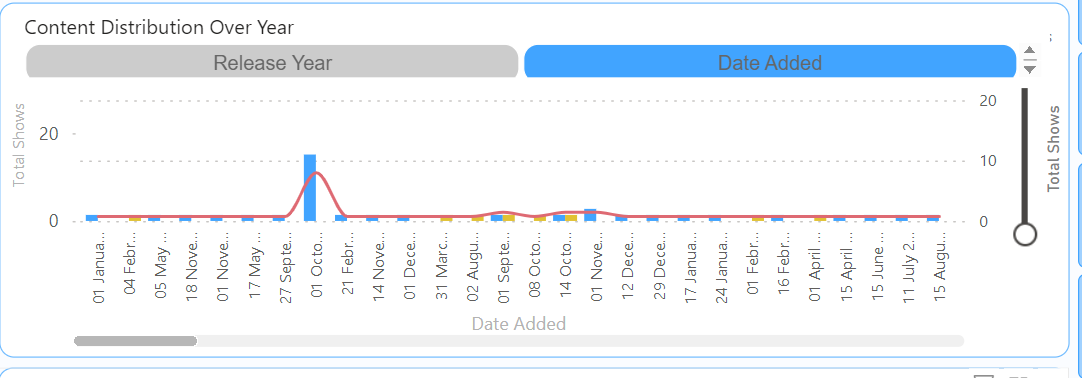 Content Distribution Over Year
Release Year
Date Added
Total Shows
20
0
20
10
0
Total Shows
01 Janua...
04 Febr...
05 May ...
18 Nove...
01 Nove...
17 May ...
27 Septe...
01 Octo...
21 Febr...
14 Nove...
01 Dece...
31 Marc...
02 Augu...
01 Septe...
08 Octo...
14 Octo...
01 Nove...
12 Dece...
29 Dece...
17 Janua...
24 Janua...
01 Febr...
16 Febr...
01 April ...
15 April ...
15 June ...
11 July 2...
15 Augu...
Date Added